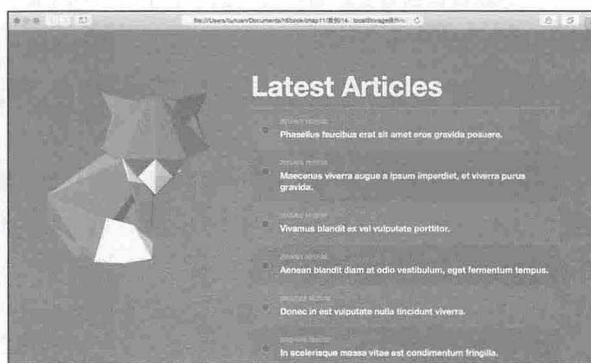 Latest Articles
Phasellus faucibus erat sit amet eros gravida posuere.
Maecenas viverra augue a ipsum imperdiet, et viverra purus
gravida.
Vivamus blandit ex vel vulputate porttitor.
Aenean blandit diam at odio vestibulum, eget fermentum tempus.
Donec in est vulputate nulla tincidunt viverra.
In scelerisque massa vitae est condimentum fringilla.